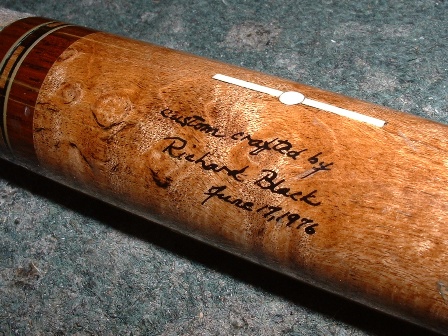 custom crafted by
Richard Black
June 17, 1976